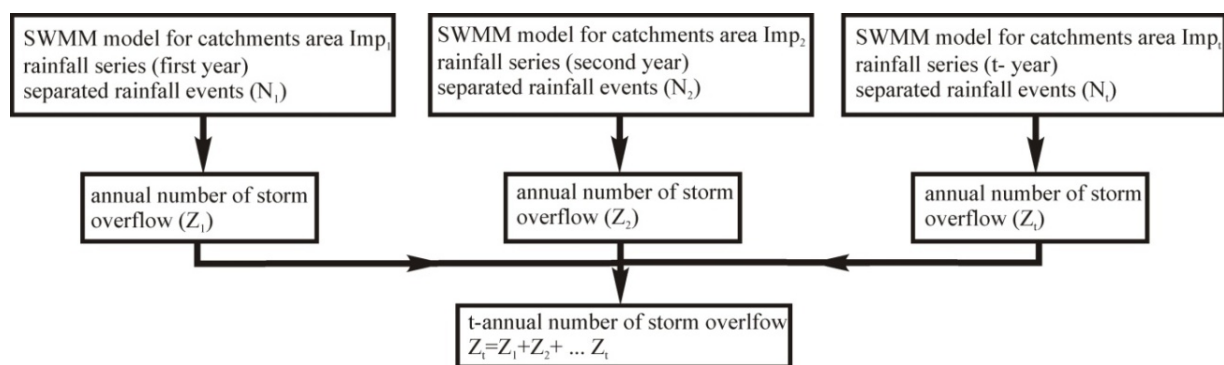 SWMM model for catchments area Imp₁
rainfall series (first year)
separated rainfall events (N₁)
SWMM model for catchments area Imp₂
rainfall series (second year)
separated rainfall events (N₂)
SWMM model for catchments area Impₜ
rainfall series (t- year)
separated rainfall events (Nₜ)
annual number of storm
overflow (Z₁)
annual number of storm
overflow (Z₂)
annual number of storm
overflow (Zₜ)
t-annual number of storm overlfow
Zₜ=Z₁+Z₂+ ... Zₜ